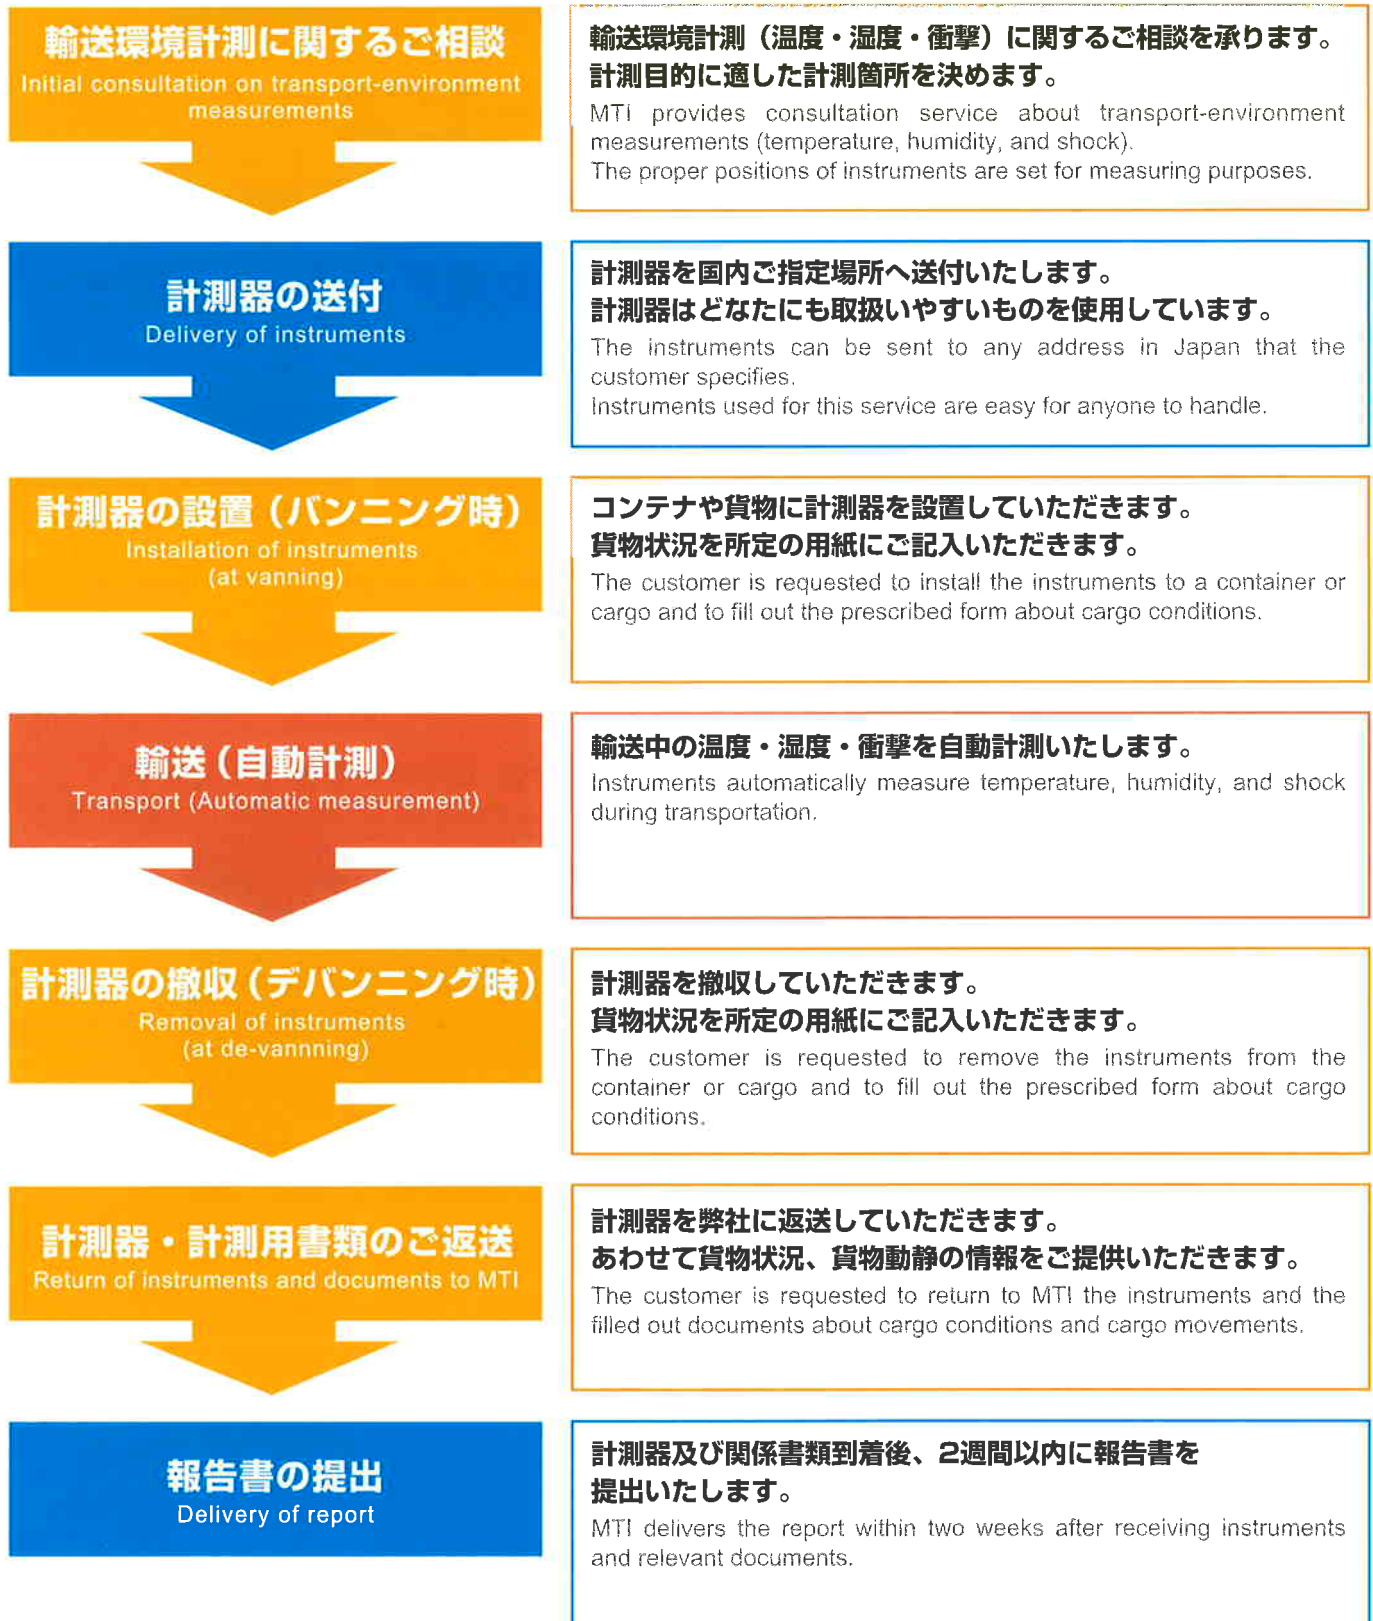 輸送環境計測に関するご相談
Initial consultation on transport-environment
measurements
輸送環境計測（温度・湿度・衝撃）に関するご相談を承ります。
計測目的に適した計測箇所を決めます。
MTI provides consultation service about transport-environment
measurements (temperature, humidity, and shock).
The proper positions of instruments are set for measuring purposes.
計測器の送付
Delivery of instruments
計測器を国内ご指定場所へ送付いたします。
計測器はどなたにも取扱いやすいものを使用しています。
The instruments can be sent to any address in Japan that the
customer specifies.
Instruments used for this service are easy for anyone to handle.
計測器の設置（バンニング時）
Installation of instruments
(at vanning)
コンテナや貨物に計測器を設置していただきます。
貨物状況を所定の用紙にご記入いただきます。
The customer is requested to install the instruments to a container or
cargo and to fill out the prescribed form about cargo conditions.
輸送（自動計測）
Transport (Automatic measurement)
輸送中の温度・湿度・衝撃を自動計測いたします。
Instruments automatically measure temperature, humidity, and shock
during transportation.
計測器の撤収（デバンニング時）
Removal of instruments
(at de-vannning)
計測器を撤収していただきます。
貨物状況を所定の用紙にご記入いただきます。
The customer is requested to remove the instruments from the
container or cargo and to fill out the prescribed form about cargo
conditions.
計測器・計測用書類のご返送
Return of instruments and documents to MTI
計測器を弊社に返送していただきます。
あわせて貨物状況、貨物動静の情報をご提供いただきます。
The customer is requested to return to MTI the instruments and the
filled out documents about cargo conditions and cargo movements.
報告書の提出
Delivery of report
計測器及び関係書類到着後、2週間以内に報告書を
提出いたします。
MTI delivers the report within two weeks after receiving instruments
and relevant documents.